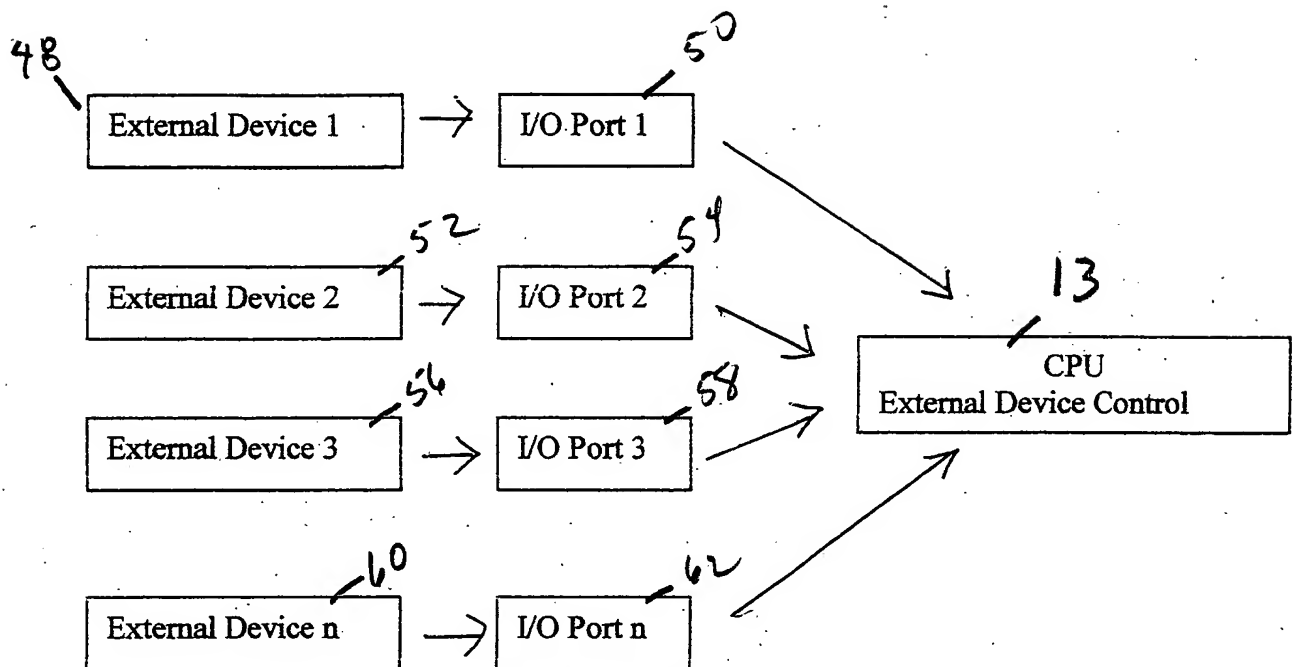 48
50
External Device 1
I/O Port 1
52
54
External Device 2
I/O Port 2
13
CPU
External Device Control
56
58
External Device 3
I/O Port 3
60
62
External Device n
I/O Port n